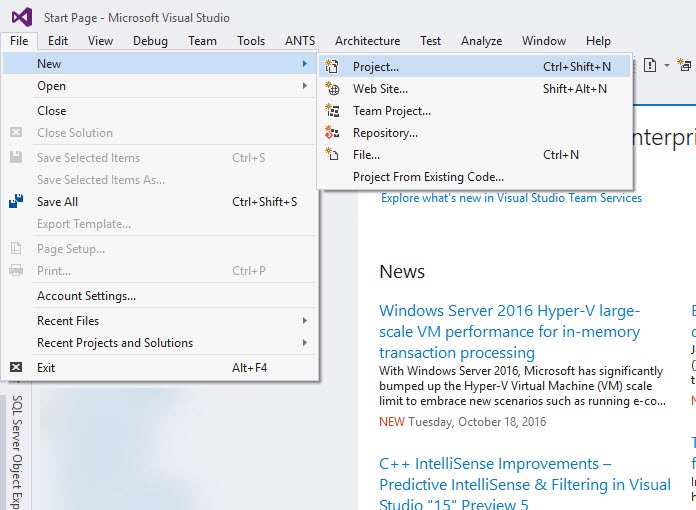 Start Page - Microsoft Visual Studio
File Edit View Debug Team Tools ANTS Architecture Test Analyze Window Help
New
Open
Close
Close Solution
Save Selected Items Ctrl+S
Save Selected Items As...
Save All Ctrl+Shift+S
Export Template...
Page Setup...
Print... Ctrl+P
Account Settings...
Recent Files
Recent Projects and Solutions
Exit Alt+F4
Project... Ctrl+Shift+N
Web Site... Shift+Alt+N
Team Project...
Repository...
File... Ctrl+N
Project From Existing Code...
Explore what's new in Visual Studio Team Services
News
Windows Server 2016 Hyper-V large-
scale VM performance for in-memory
transaction processing
With Windows Server 2016, Microsoft has significantly
bumped up the Hyper-V Virtual Machine (VM) scale
limit to embrace new scenarios such as running e-co...
NEW Tuesday, October 18, 2016
C++ IntelliSense Improvements –
Predictive IntelliSense & Filtering in Visual
Studio "15" Preview 5
SQL Server Object Exp